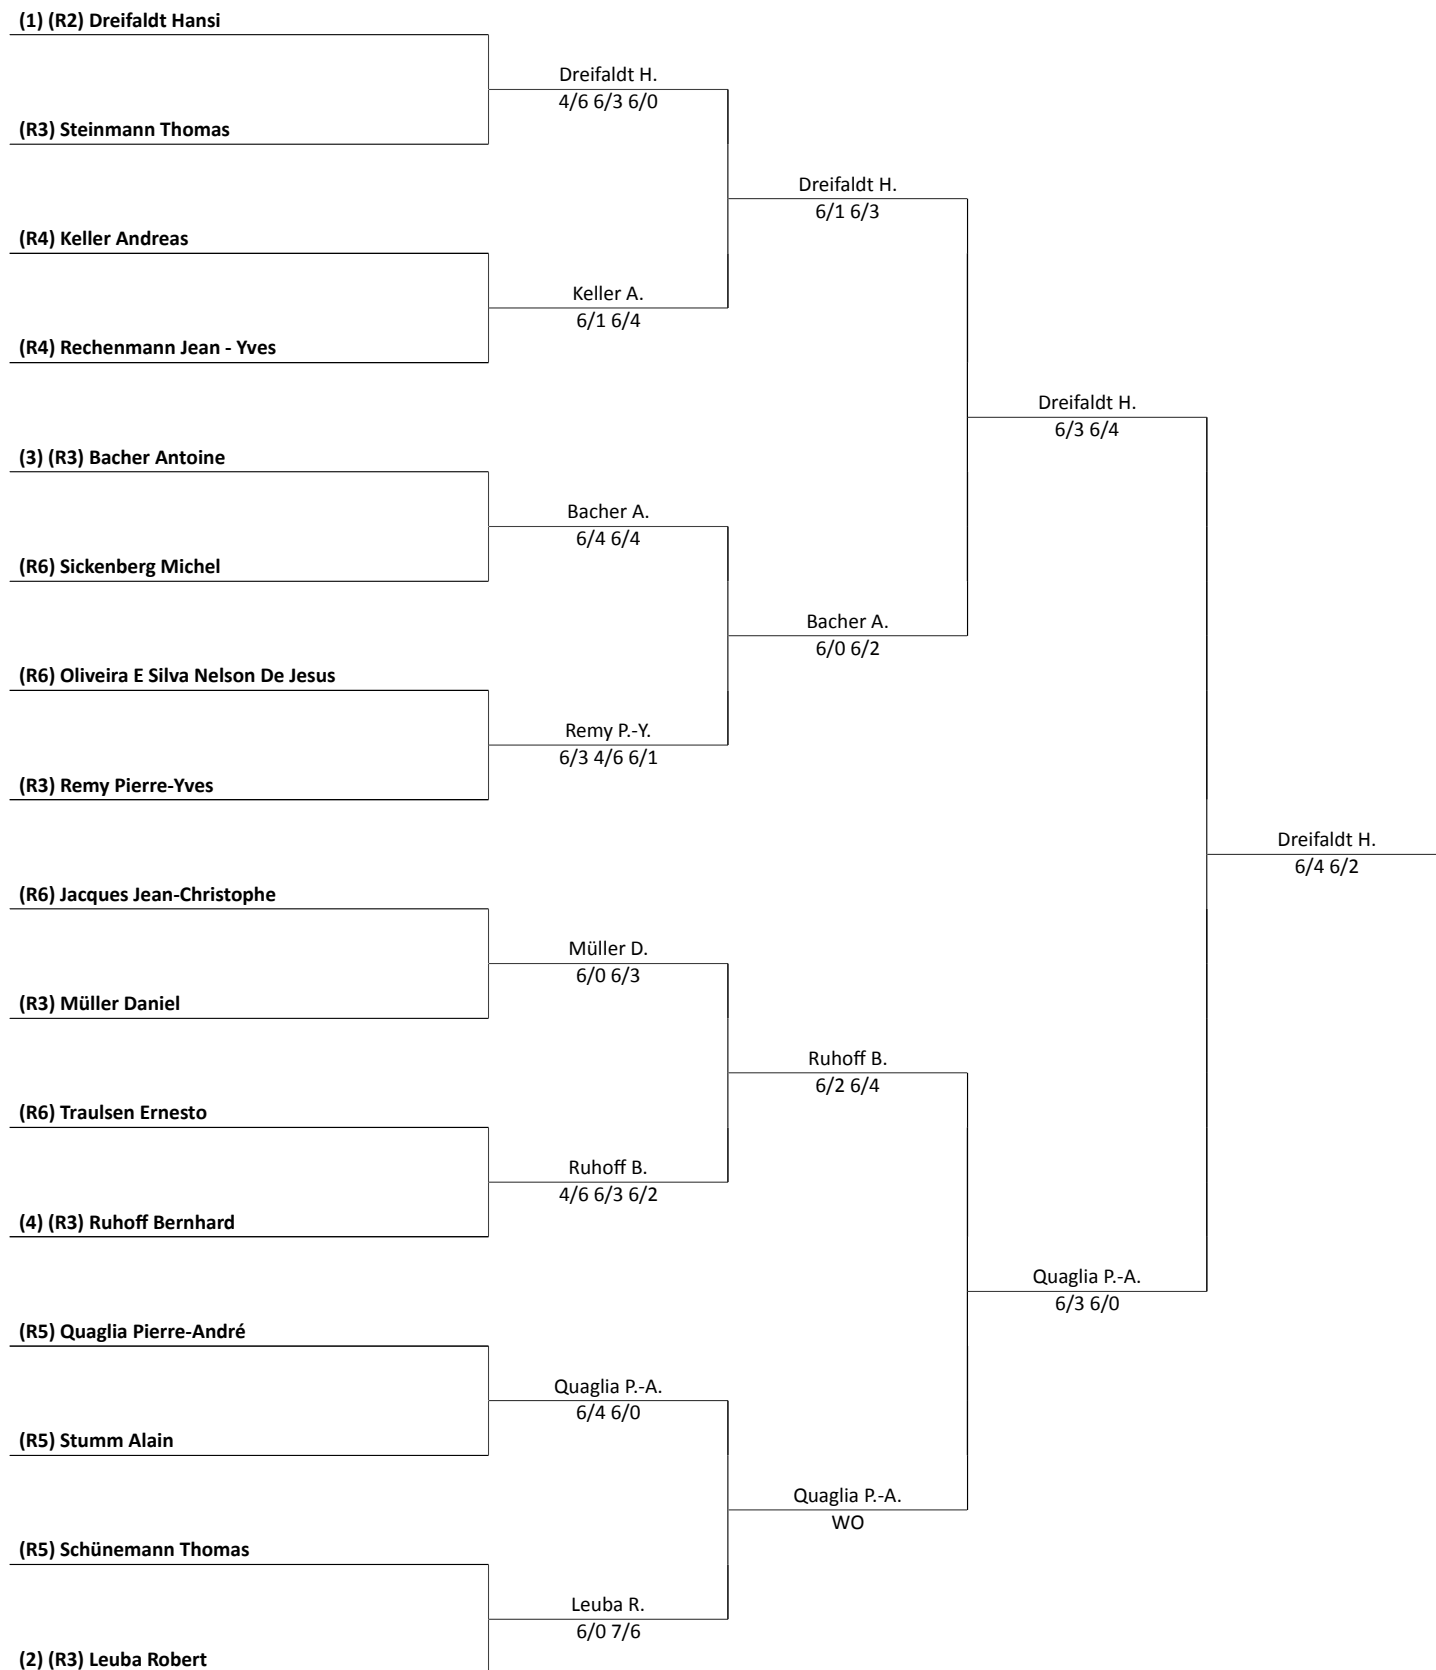 (1) (R2) Dreifaldt Hansi
Dreifaldt H.
4/6 6/3 6/0
(R3) Steinmann Thomas
Dreifaldt H.
6/1 6/3
(R4) Keller Andreas
Keller A.
6/1 6/4
(R4) Rechenmann Jean - Yves
Dreifaldt H.
6/3 6/4
(3) (R3) Bacher Antoine
Bacher A.
6/4 6/4
(R6) Sickenberg Michel
Bacher A.
6/0 6/2
(R6) Oliveira E Silva Nelson De Jesus
Remy P.-Y.
6/3 4/6 6/1
(R3) Remy Pierre-Yves
Dreifaldt H.
6/4 6/2
(R6) Jacques Jean-Christophe
Müller D.
6/0 6/3
(R3) Müller Daniel
Ruhoff B.
6/2 6/4
(R6) Traulsen Ernesto
Ruhoff B.
4/6 6/3 6/2
(4) (R3) Ruhoff Bernhard
Quaglia P.-A.
6/3 6/0
(R5) Quaglia Pierre-André
Quaglia P.-A.
6/4 6/0
(R5) Stumm Alain
Quaglia P.-A.
WO
(R5) Schünemann Thomas
Leuba R.
6/0 7/6
(2) (R3) Leuba Robert